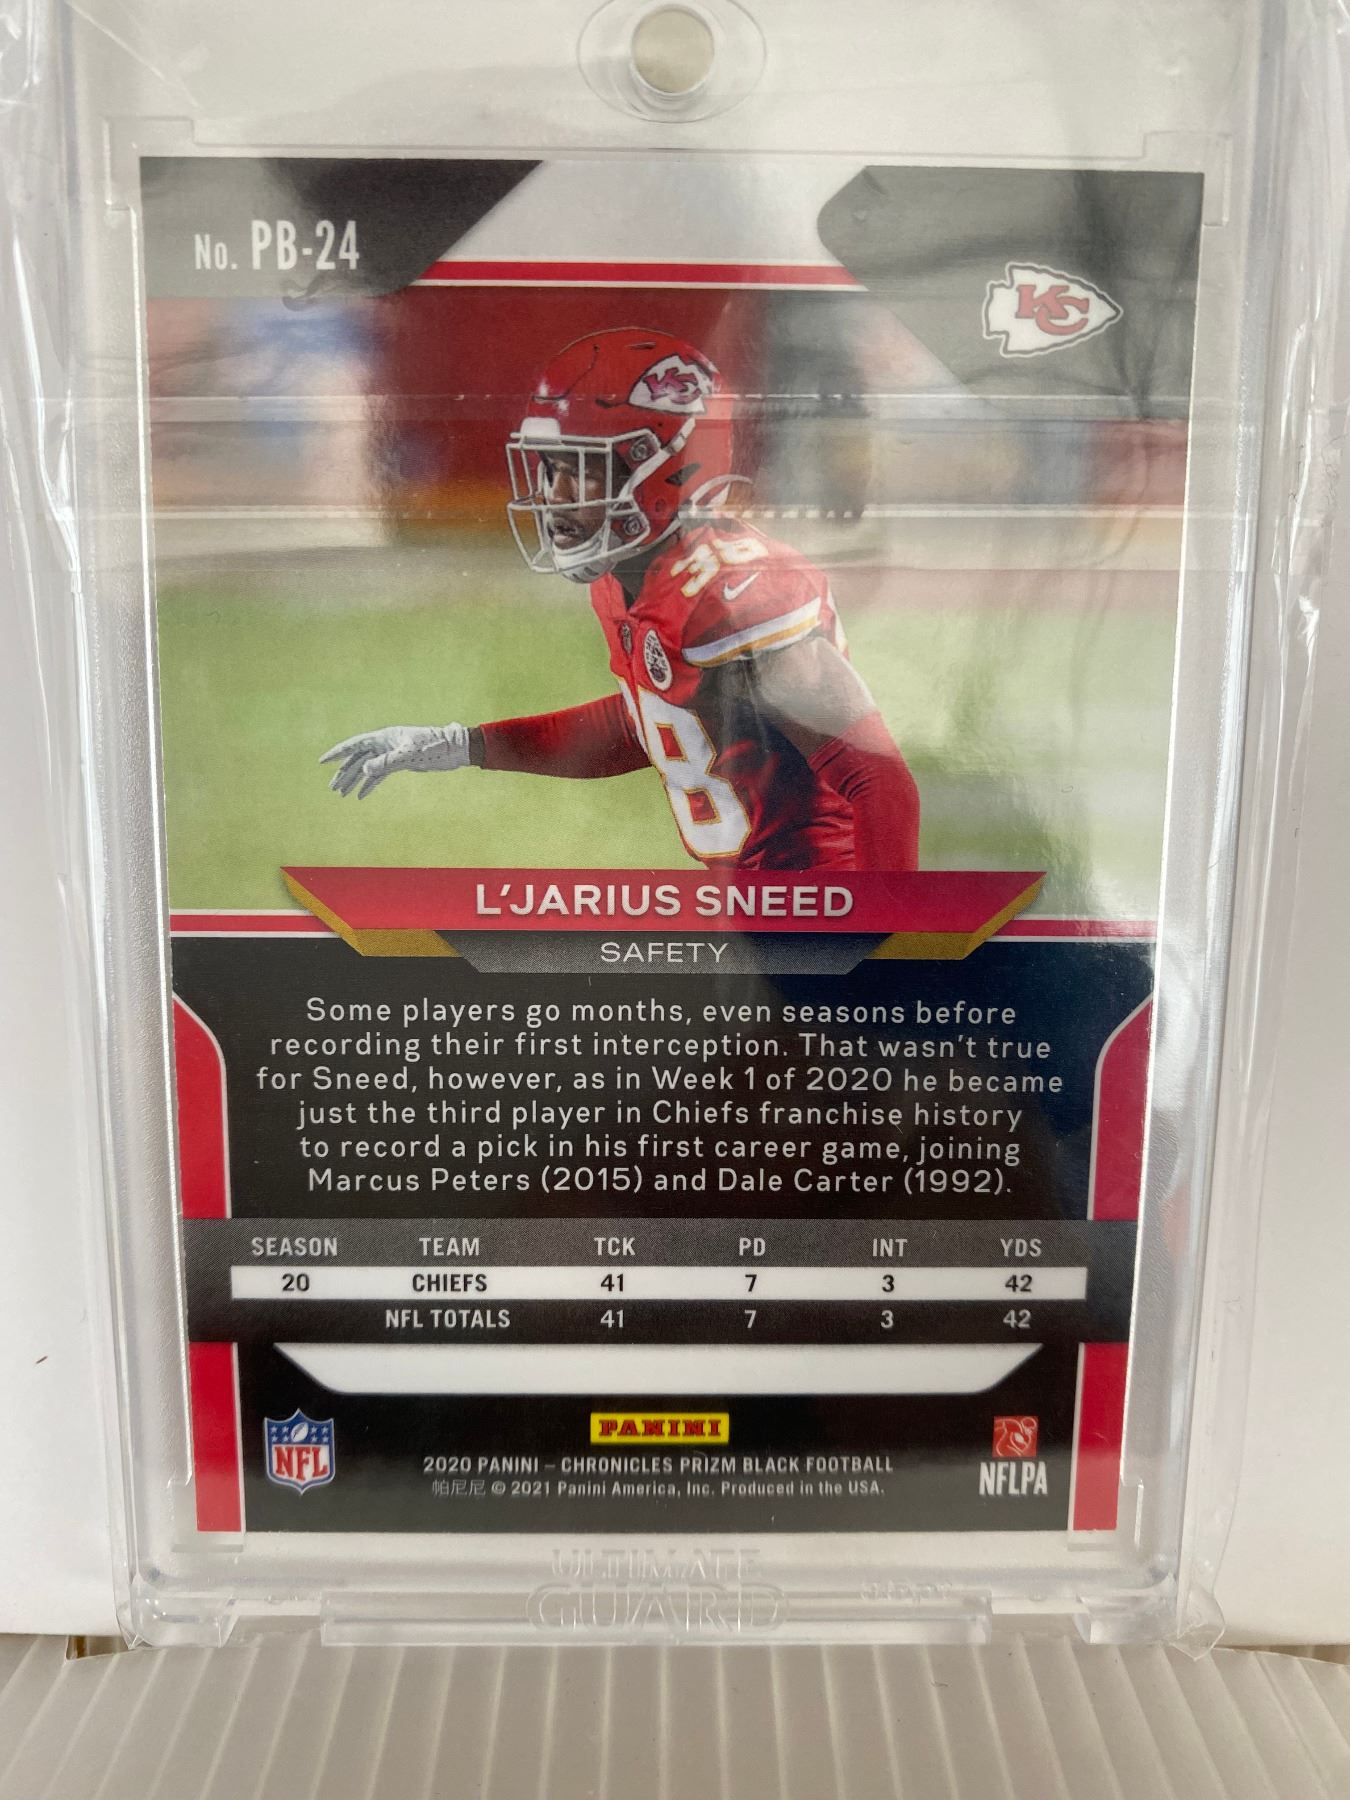 No. PB-24
KC
KC
38
38
L'JARIUS SNEED
SAFETY
Some players go months, even seasons before
recording their first interception. That wasn't true
for Sneed, however, as in Week 1 of 2020 he became
just the third player in Chiefs franchise history
to record a pick in his first career game, joining
Marcus Peters (2015) and Dale Carter (1992).
SEASON TEAM TCK PD INT YDS
20 CHIEFS 41 7 3 42
NFL TOTALS 41 7 3 42
PANINI
NFL
NFLPA
2020 PANINI – CHRONICLES PRIZM BLACK FOOTBALL
帕尼尼 © 2021 Panini America, Inc. Produced in the USA.
ULTIMATE
GUARD